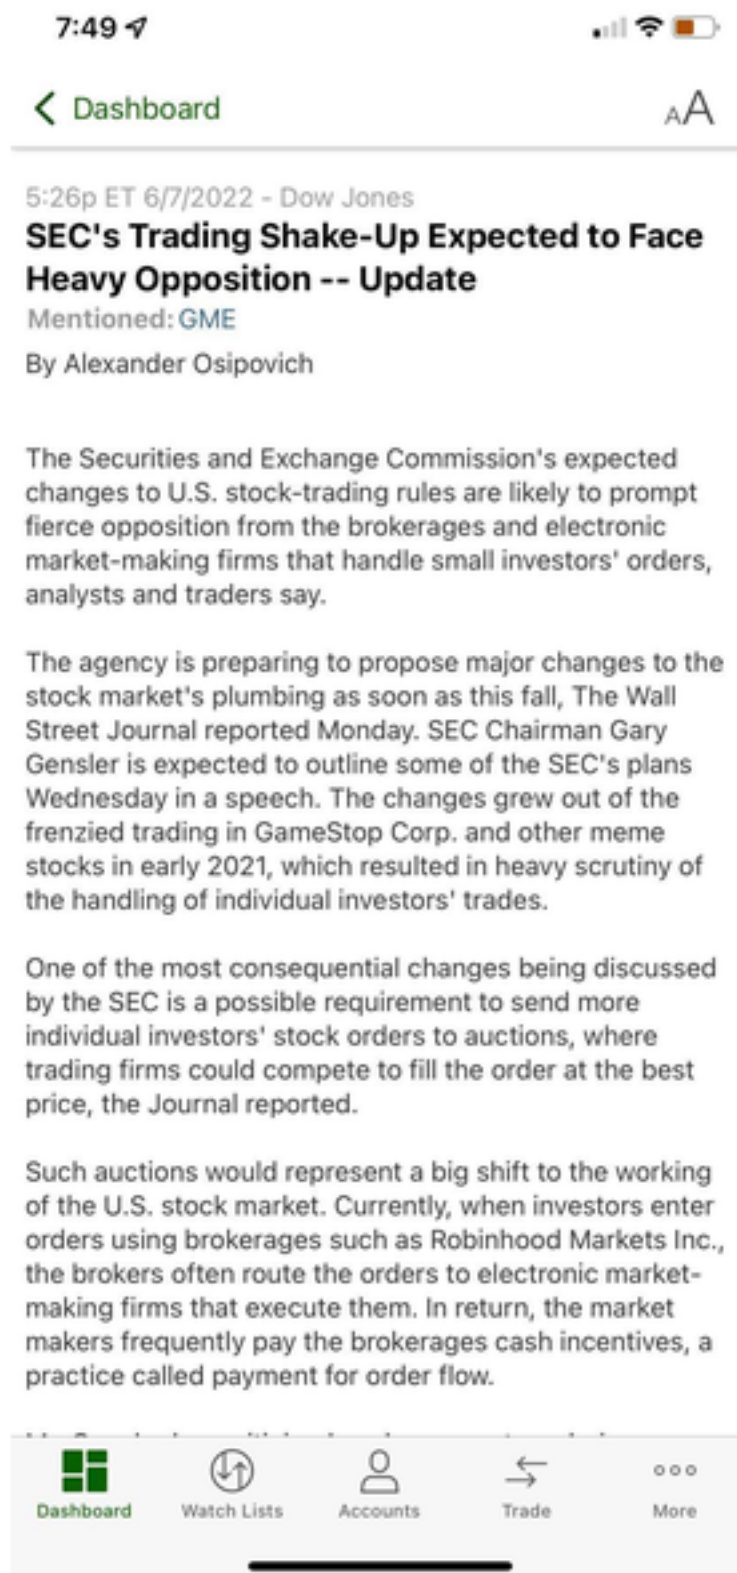 7:49
Dashboard
AA
5:26p ET 6/7/2022 - Dow Jones
SEC's Trading Shake-Up Expected to Face
Heavy Opposition -- Update
Mentioned: GME
By Alexander Osipovich
The Securities and Exchange Commission's expected
changes to U.S. stock-trading rules are likely to prompt
fierce opposition from the brokerages and electronic
market-making firms that handle small investors' orders,
analysts and traders say.
The agency is preparing to propose major changes to the
stock market's plumbing as soon as this fall, The Wall
Street Journal reported Monday. SEC Chairman Gary
Gensler is expected to outline some of the SEC's plans
Wednesday in a speech. The changes grew out of the
frenzied trading in GameStop Corp. and other meme
stocks in early 2021, which resulted in heavy scrutiny of
the handling of individual investors' trades.
One of the most consequential changes being discussed
by the SEC is a possible requirement to send more
individual investors' stock orders to auctions, where
trading firms could compete to fill the order at the best
price, the Journal reported.
Such auctions would represent a big shift to the working
of the U.S. stock market. Currently, when investors enter
orders using brokerages such as Robinhood Markets Inc.,
the brokers often route the orders to electronic market-
making firms that execute them. In return, the market
makers frequently pay the brokerages cash incentives, a
practice called payment for order flow.
Dashboard Watch Lists Accounts Trade More